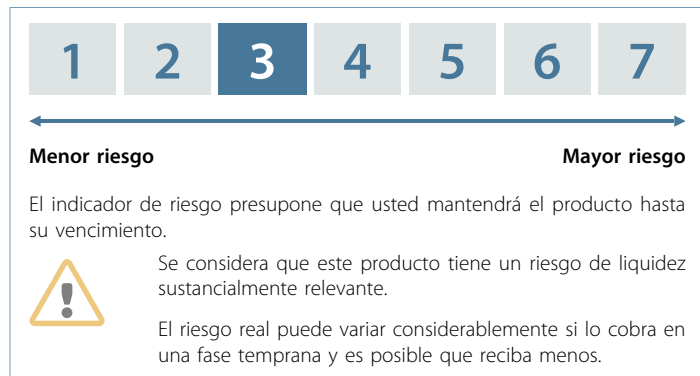 1 2 3 4 5 6 7
Menor riesgo Mayor riesgo
El indicador de riesgo presupone que usted mantendrá el producto hasta
su vencimiento.
Se considera que este producto tiene un riesgo de liquidez
sustancialmente relevante.
El riesgo real puede variar considerablemente si lo cobra en
una fase temprana y es posible que reciba menos.